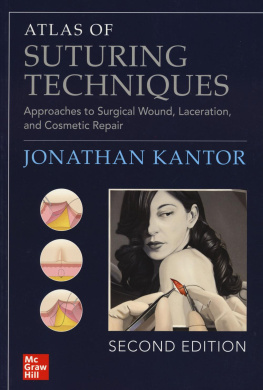 ATLAS OF
SUTURING
TECHNIQUES
Approaches to Surgical Wound, Laceration,
and Cosmetic Repair
JONATHAN KANTOR
Mc
Graw
Hill
SECOND EDITION